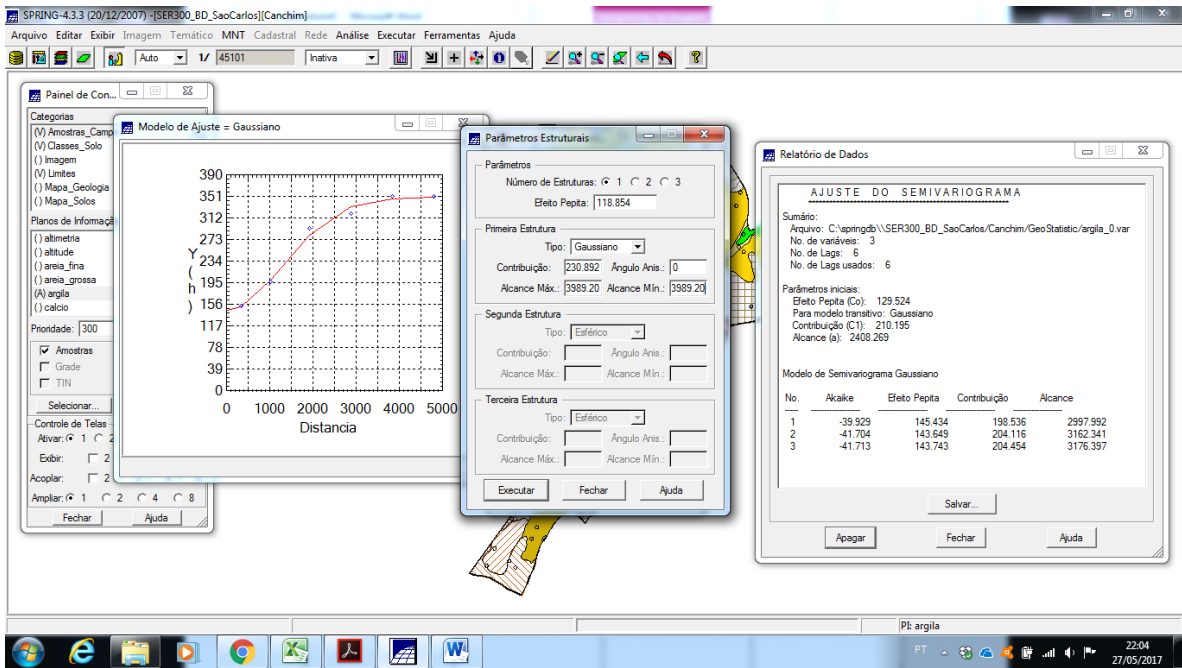 SPRING-4.3.3 (20/12/2007) -[SER300_BD_SaoCarlos][Canchim]
Arquivo Editar Exibir Imagem Temático MNT Cadastral Rede Análise Executar Ferramentas Ajuda
Auto 1/ 45101 Inativa
Painel de Con...
Categorias
(V) Amostras_Camp
(V) Classes_Solo
( ) Imagem
(V) Limites
( ) Mapa_Geologia
( ) Mapa_Solos
Planos de Informaçã
( ) altimetria
( ) altitude
( ) areia_fina
( ) areia_grossa
(A) argila
( ) calcio
Prioridade: 300
Amostras
Grade
TIN
Selecionar...
Controle de Telas
Ativar: 1 2
Exibir: 2
Acoplar: 2
Ampliar: 1 2 4 8
Fechar Ajuda
Modelo de Ajuste = Gaussiano
390
351
312
273
234
195
156
117
78
39
0
Y ( h )
0 1000 2000 3000 4000 5000
Distancia
Parâmetros Estruturais
Parâmetros
Número de Estruturas: 1 2 3
Efeito Pepita: 118.854
Primeira Estrutura
Tipo: Gaussiano
Contribuição: 230.892 Ângulo Anis.: 0
Alcance Máx.: 3989.20 Alcance Mín.: 3989.20
Segunda Estrutura
Tipo: Esférico
Contribuição: Ângulo Anis.:
Alcance Máx.: Alcance Mín.:
Terceira Estrutura
Tipo: Esférico
Contribuição: Ângulo Anis.:
Alcance Máx.: Alcance Mín.:
Executar Fechar Ajuda
Relatório de Dados
AJUSTE DO SEMIVARIOGRAMA
Sumário:
Arquivo: C:\springdb\\SER300_BD_SaoCarlos/Canchim/GeoStatistic/argila_0.var
No. de variáveis: 3
No. de Lags: 6
No. de Lags usados: 6
Parâmetros iniciais:
Efeito Pepita (Co): 129.524
Para modelo transitivo: Gaussiano
Contribuição (C1): 210.195
Alcance (a): 2408.269
Modelo de Semivariograma Gaussiano
No. Akaike Efeito Pepita Contribuição Alcance
1 -39.929 145.434 198.536 2997.992
2 -41.704 143.649 204.116 3162.341
3 -41.713 143.743 204.454 3176.397
Salvar...
Apagar Fechar Ajuda
PI: argila
PT
22:04
27/05/2017